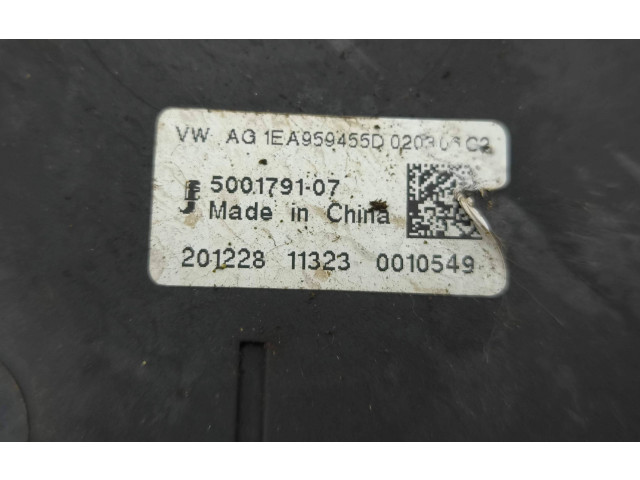 VW AG 1EA959455D
5001791-07
Made in China
201228 11323 0010549